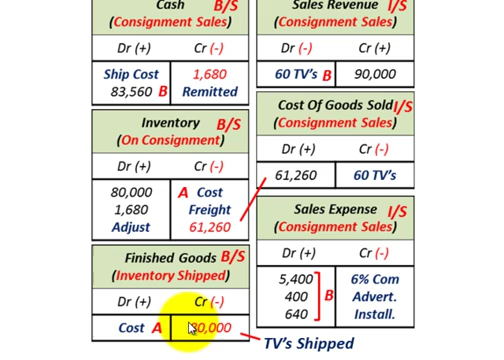 Cash B/S
(Consignment Sales)
Dr (+) Cr (-)
Ship Cost 1,680
83,560 B Remitted
Inventory B/S
(On Consignment)
Dr (+) Cr (-)
80,000 A Cost
1,680 Freight
Adjust 61,260
Finished Goods B/S
(Inventory Shipped)
Dr (+) Cr (-)
Cost A 80,000
TV's Shipped
Sales Revenue I/S
(Consignment Sales)
Dr (-) Cr (+)
60 TV's B 90,000
Cost Of Goods Sold I/S
(Consignment Sales)
Dr (+) Cr (-)
61,260 60 TV's
Sales Expense I/S
(Consignment Sales)
Dr (+) Cr (-)
5,400 6% Com
400 B Advert.
640 Install.